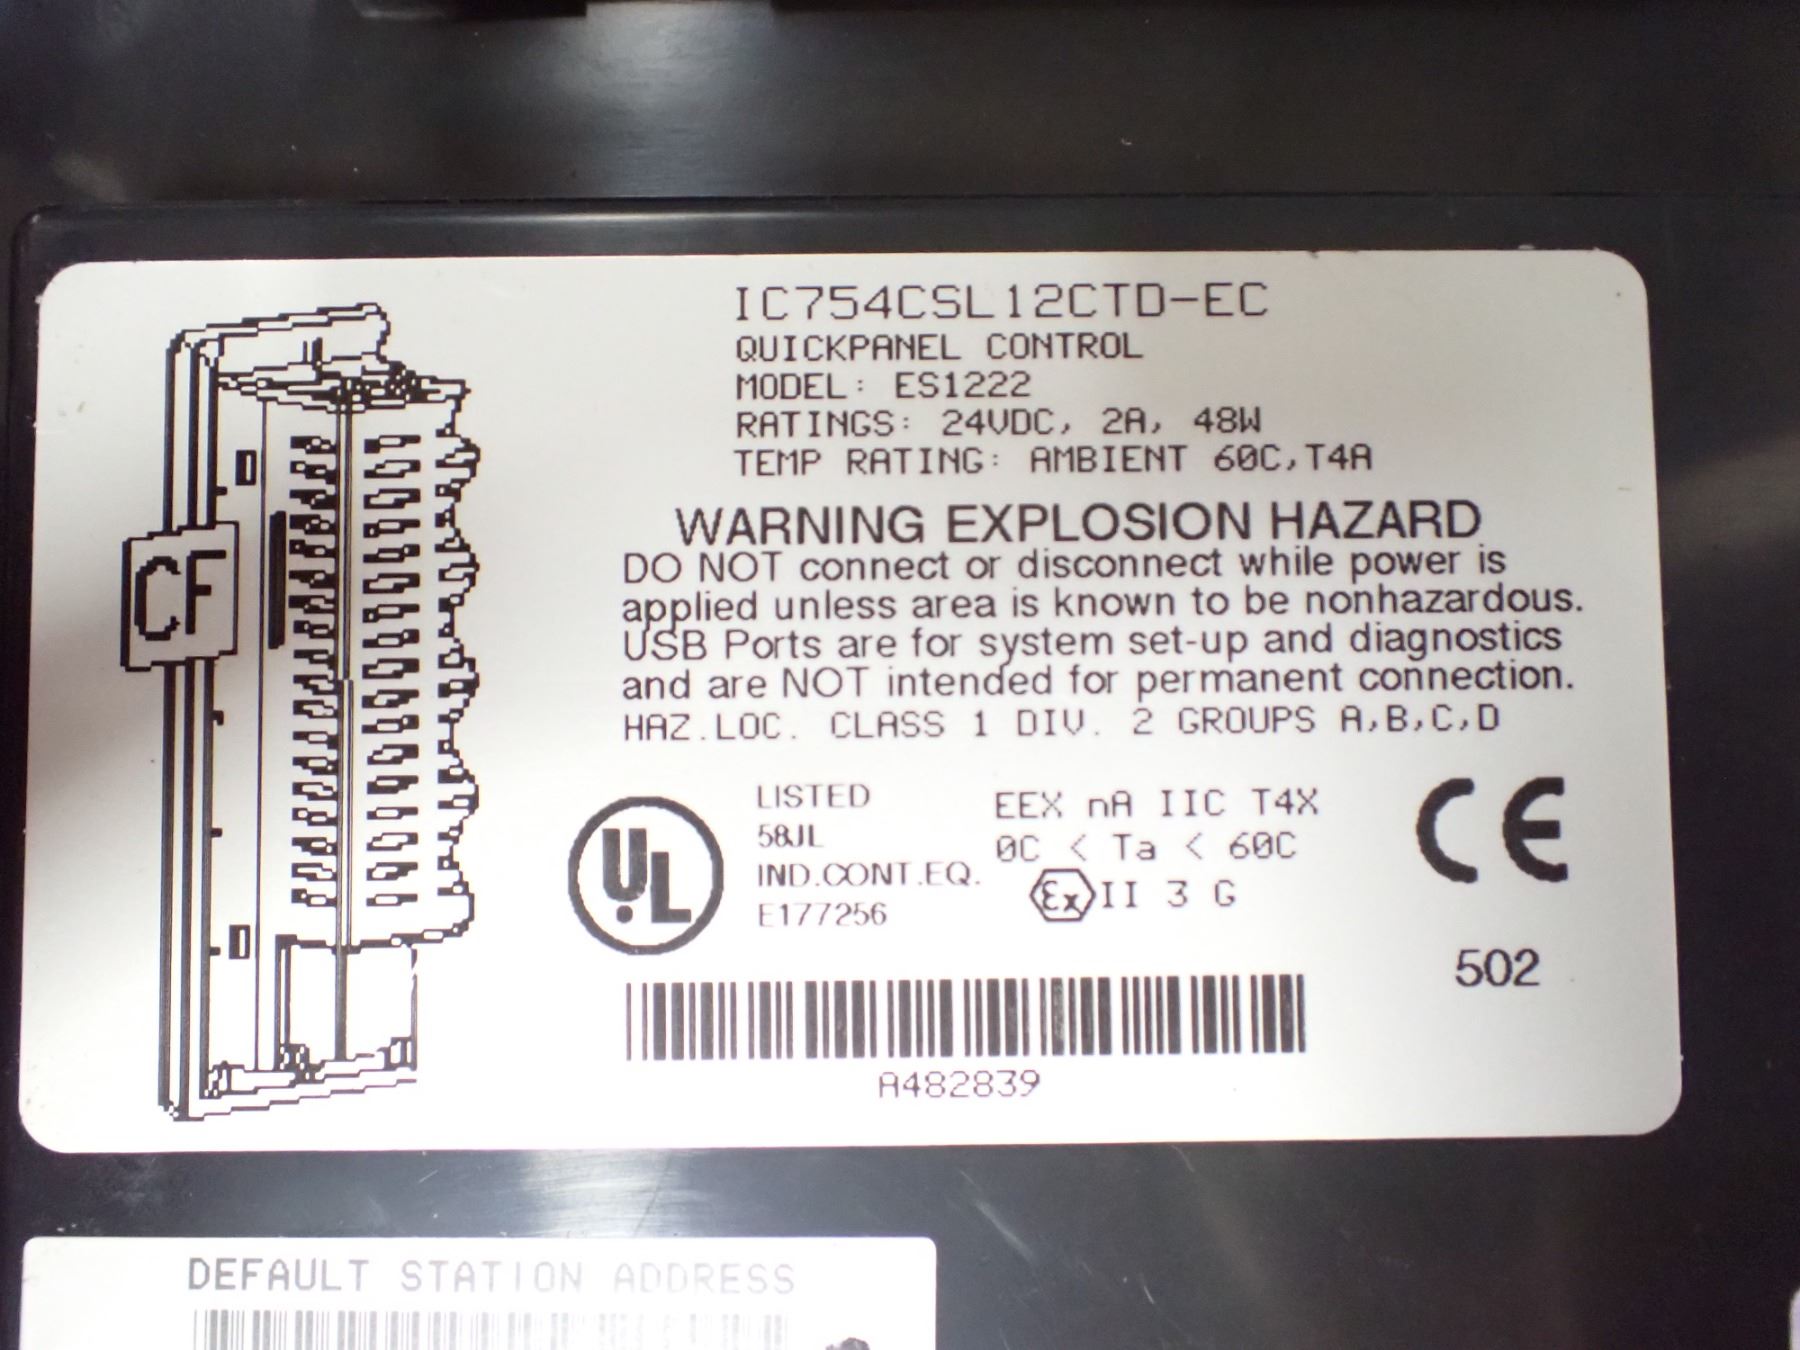 IC754CSL12CTD-EC
QUICKPANEL CONTROL
MODEL: ES1222
RATINGS: 24VDC, 2A, 48W
TEMP RATING: AMBIENT 60C,T4A
WARNING EXPLOSION HAZARD
DO NOT connect or disconnect while power is
applied unless area is known to be nonhazardous.
USB Ports are for system set-up and diagnostics
and are NOT intended for permanent connection.
HAZ.LOC. CLASS 1 DIV. 2 GROUPS A,B,C,D
CF
UL
LISTED
58JL
IND.CONT.EQ.
E177256
EEX nA IIC T4X
0C < Ta < 60C
Ex II 3 G
CE
502
A482839
DEFAULT STATION ADDRESS